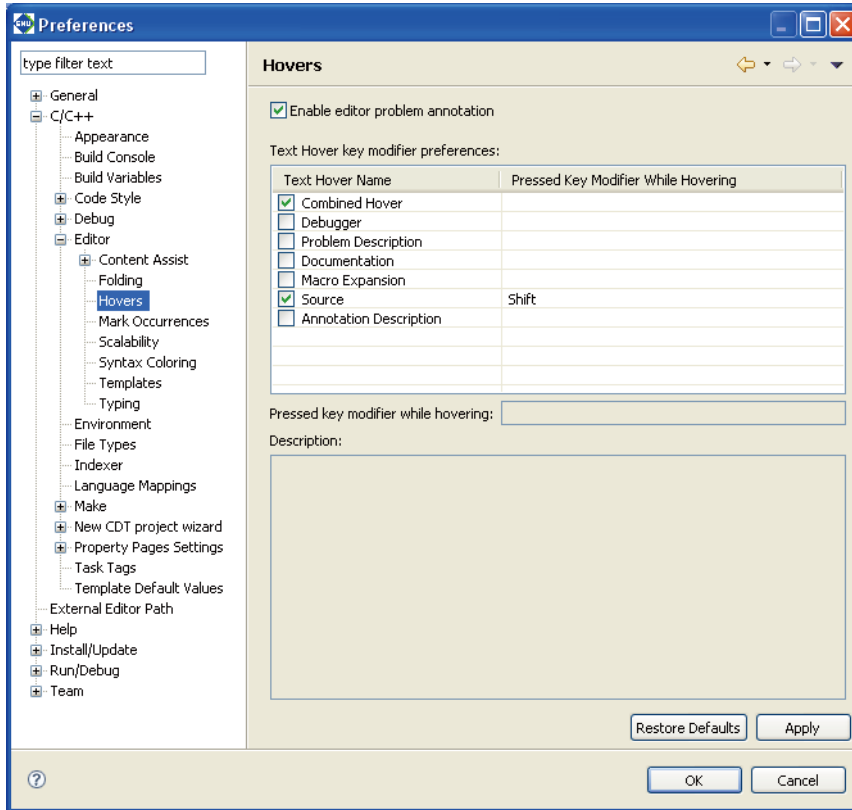 GNU Preferences
type filter text
General
C/C++
Appearance
Build Console
Build Variables
Code Style
Debug
Editor
Content Assist
Folding
Hovers
Mark Occurrences
Scalability
Syntax Coloring
Templates
Typing
Environment
File Types
Indexer
Language Mappings
Make
New CDT project wizard
Property Pages Settings
Task Tags
Template Default Values
External Editor Path
Help
Install/Update
Run/Debug
Team
Hovers
Enable editor problem annotation
Text Hover key modifier preferences:
Text Hover Name Pressed Key Modifier While Hovering
Combined Hover
Debugger
Problem Description
Documentation
Macro Expansion
Source Shift
Annotation Description
Pressed key modifier while hovering:
Description:
Restore Defaults Apply
? OK Cancel